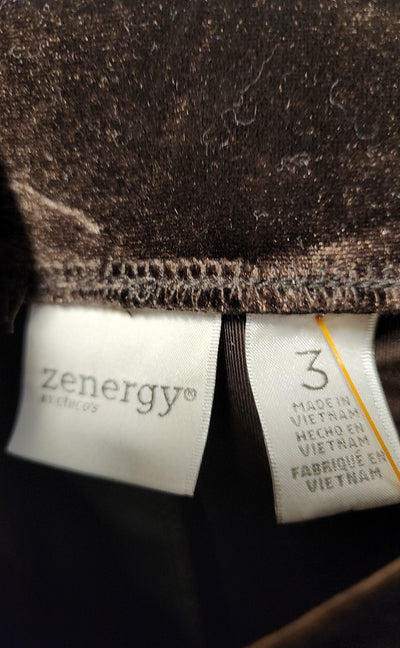 zenergy®
BY CHICO'S
3
MADE IN
VIETNAM
HECHO EN
VIETNAM
FABRIQUÉ EN
VIETNAM